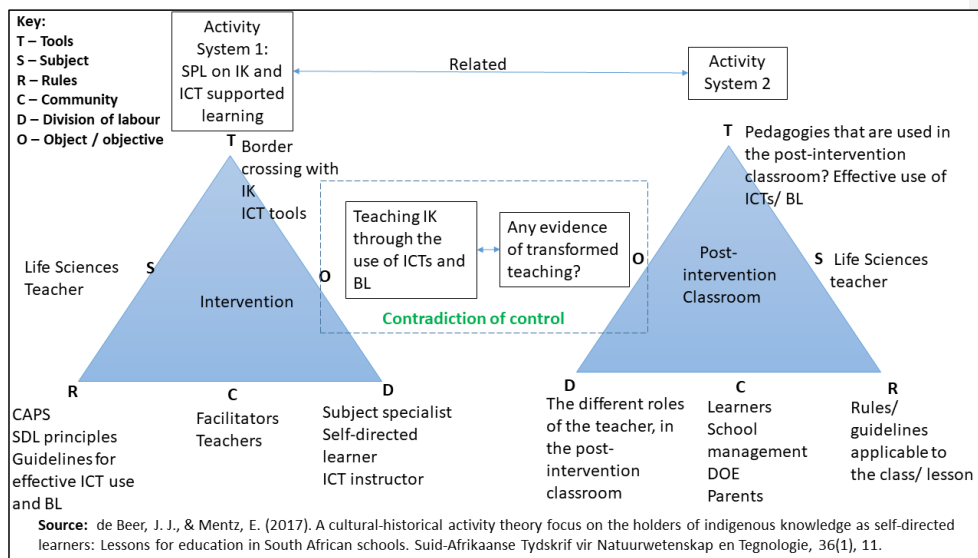 Key:
T – Tools
S – Subject
R – Rules
C – Community
D – Division of labour
O – Object / objective
Activity
System 1:
SPL on IK and
ICT supported
learning
Related
Activity
System 2
T
Border
crossing with
IK
ICT tools
S
Life Sciences
Teacher
Intervention
O
Teaching IK
through the
use of ICTs and
BL
Any evidence
of transformed
teaching?
Contradiction of control
R
CAPS
SDL principles
Guidelines for
effective ICT use
and BL
C
Facilitators
Teachers
D
Subject specialist
Self-directed
learner
ICT instructor
T
Pedagogies that are used in
the post-intervention
classroom? Effective use of
ICTs/ BL
O
Post-
intervention
Classroom
S
Life Sciences
teacher
D
The different roles
of the teacher, in
the post-
intervention
classroom
C
Learners
School
management
DOE
Parents
R
Rules/
guidelines
applicable to
the class/ lesson
Source: de Beer, J. J., & Mentz, E. (2017). A cultural-historical activity theory focus on the holders of indigenous knowledge as self-directed
learners: Lessons for education in South African schools. Suid-Afrikaanse Tydskrif vir Natuurwetenskap en Tegnologie, 36(1), 11.